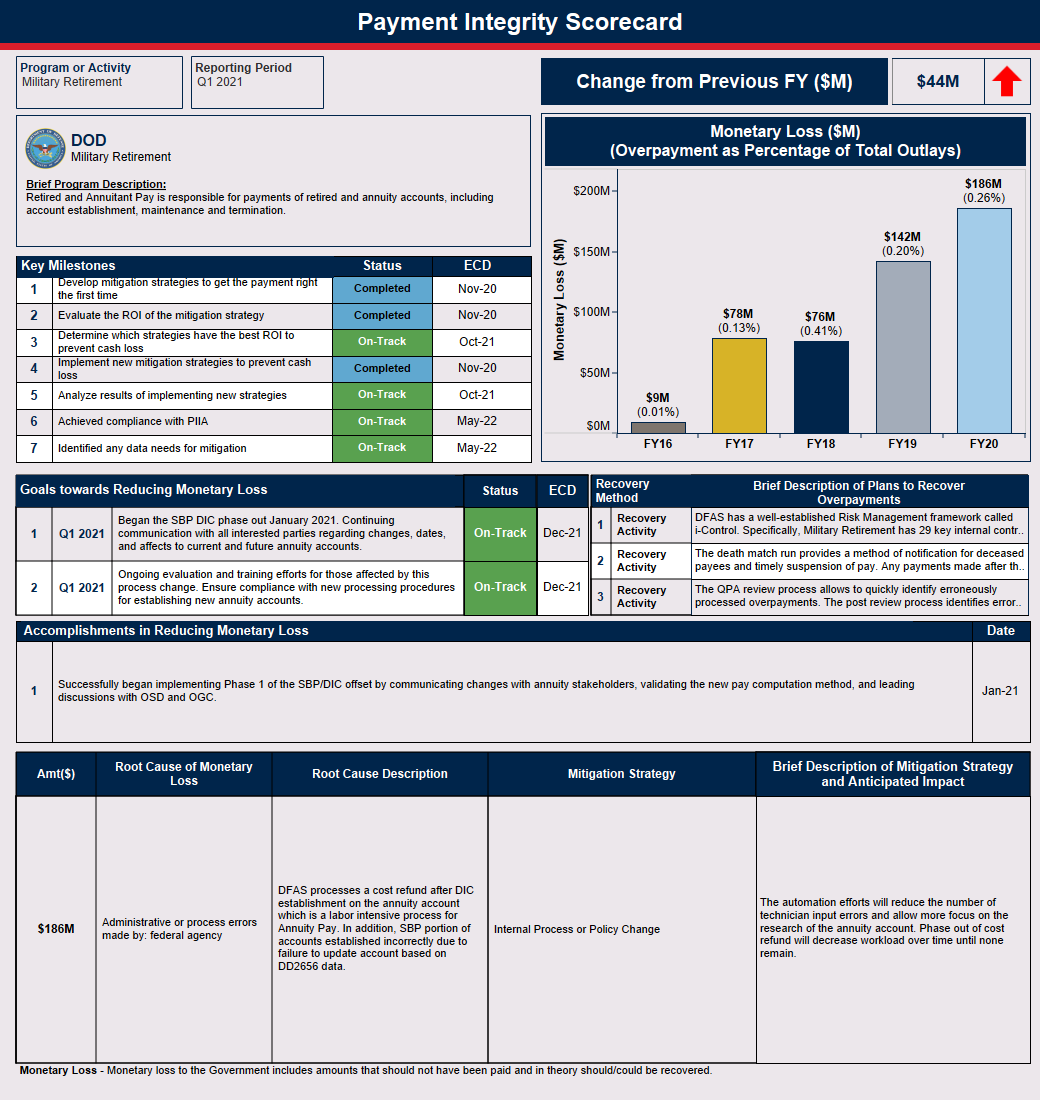 Payment Integrity Scorecard
Program or Activity
Military Retirement
Reporting Period
Q1 2021
Change from Previous FY ($M)
$44M
DOD
Military Retirement
Brief Program Description:
Retired and Annuitant Pay is responsible for payments of retired and annuity accounts, including
account establishment, maintenance and termination.
Monetary Loss ($M)
(Overpayment as Percentage of Total Outlays)
Monetary Loss ($M)
$200M
$150M
$100M
$50M
$0M
$9M
(0.01%)
$78M
(0.13%)
$76M
(0.41%)
$142M
(0.20%)
$186M
(0.26%)
FY16
FY17
FY18
FY19
FY20
Key Milestones Status ECD
1 Develop mitigation strategies to get the payment right
the first time
Completed Nov-20
2 Evaluate the ROI of the mitigation strategy Completed Nov-20
3 Determine which strategies have the best ROI to
prevent cash loss
On-Track Oct-21
4 Implement new mitigation strategies to prevent cash
loss
Completed Nov-20
5 Analyze results of implementing new strategies On-Track Oct-21
6 Achieved compliance with PIIA On-Track May-22
7 Identified any data needs for mitigation On-Track May-22
Goals towards Reducing Monetary Loss Status ECD
1 Q1 2021
Began the SBP DIC phase out January 2021. Continuing
communication with all interested parties regarding changes, dates,
and affects to current and future annuity accounts.
On-Track Dec-21
2 Q1 2021
Ongoing evaluation and training efforts for those affected by this
process change. Ensure compliance with new processing procedures
for establishing new annuity accounts.
On-Track Dec-21
Recovery
Method
Brief Description of Plans to Recover
Overpayments
1 Recovery
Activity
DFAS has a well-established Risk Management framework called
i-Control. Specifically, Military Retirement has 29 key internal contr..
2 Recovery
Activity
The death match run provides a method of notification for deceased
payees and timely suspension of pay. Any payments made after th..
3 Recovery
Activity
The QPA review process allows to quickly identify erroneously
processed overpayments. The post review process identifies error..
Accomplishments in Reducing Monetary Loss Date
1
Successfully began implementing Phase 1 of the SBP/DIC offset by communicating changes with annuity stakeholders, validating the new pay computation method, and leading
discussions with OSD and OGC.
Jan-21
Amt($)
Root Cause of Monetary
Loss
Root Cause Description
Mitigation Strategy
Brief Description of Mitigation Strategy
and Anticipated Impact
$186M
Administrative or process errors
made by: federal agency
DFAS processes a cost refund after DIC
establishment on the annuity account
which is a labor intensive process for
Annuity Pay. In addition, SBP portion of
accounts established incorrectly due to
failure to update account based on
DD2656 data.
Internal Process or Policy Change
The automation efforts will reduce the number of
technician input errors and allow more focus on the
research of the annuity account. Phase out of cost
refund will decrease workload over time until none
remain.
Monetary Loss - Monetary loss to the Government includes amounts that should not have been paid and in theory should/could be recovered.